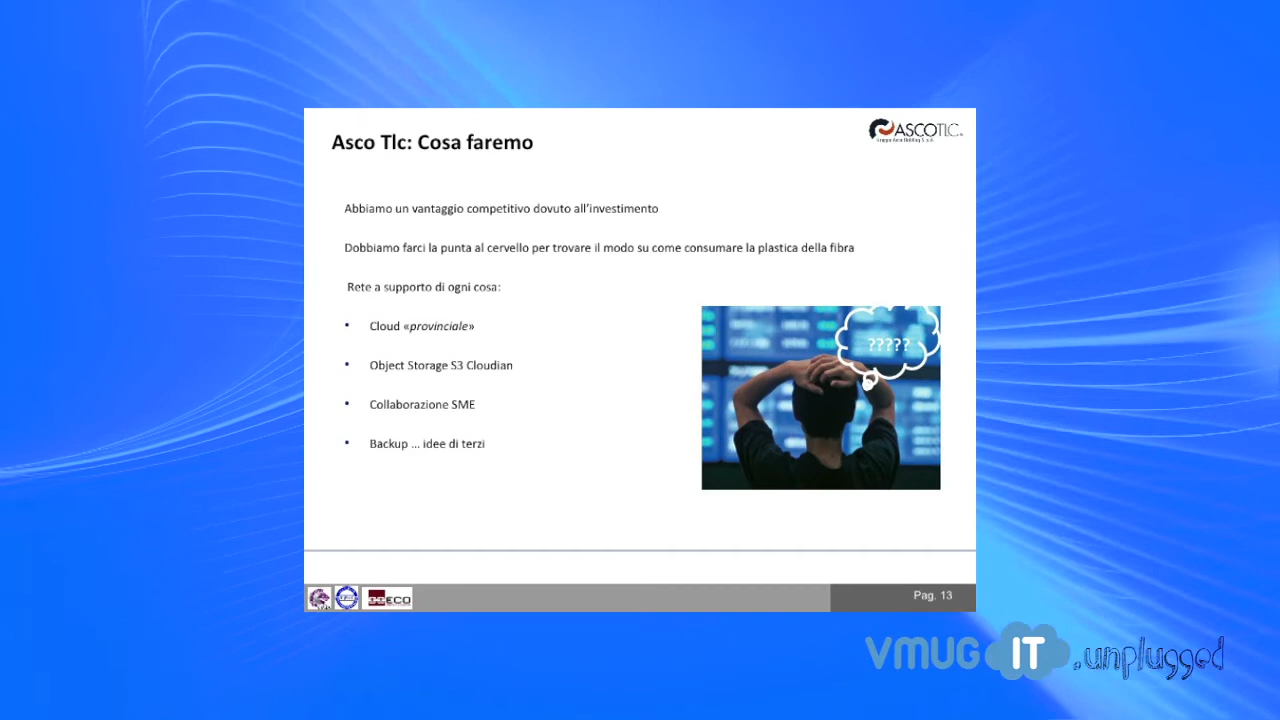 Asco Tlc: Cosa faremo
ASCOTLC
Abbiamo un vantaggio competitivo dovuto all'investimento
Dobbiamo farci la punta al cervello per trovare il modo su come consumare la plastica della fibra
Rete a supporto di ogni cosa:
• Cloud «provinciale»
• Object Storage S3 Cloudian
• Collaborazione SME
• Backup ... idee di terzi
?????
ECO
Pag. 13
VMUG IT .unplugged